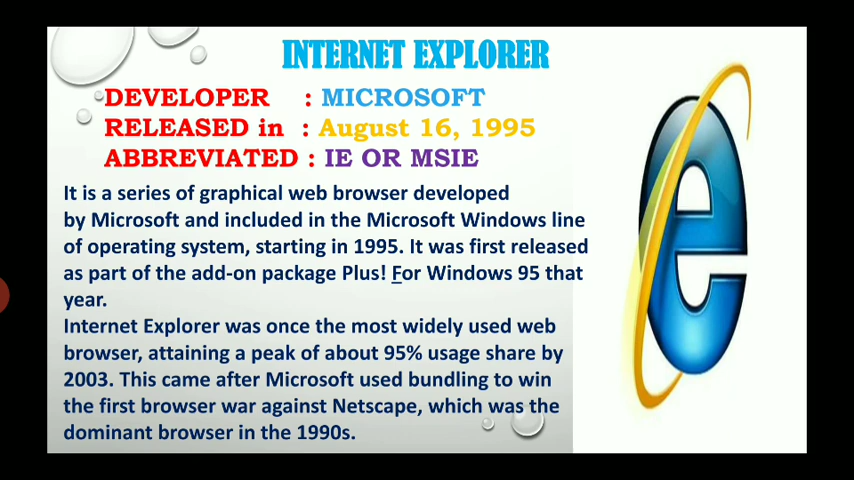 INTERNET EXPLORER
DEVELOPER : MICROSOFT
RELEASED in : August 16, 1995
ABBREVIATED : IE OR MSIE
It is a series of graphical web browser developed
by Microsoft and included in the Microsoft Windows line
of operating system, starting in 1995. It was first released
as part of the add-on package Plus! For Windows 95 that
year.
Internet Explorer was once the most widely used web
browser, attaining a peak of about 95% usage share by
2003. This came after Microsoft used bundling to win
the first browser war against Netscape, which was the
dominant browser in the 1990s.